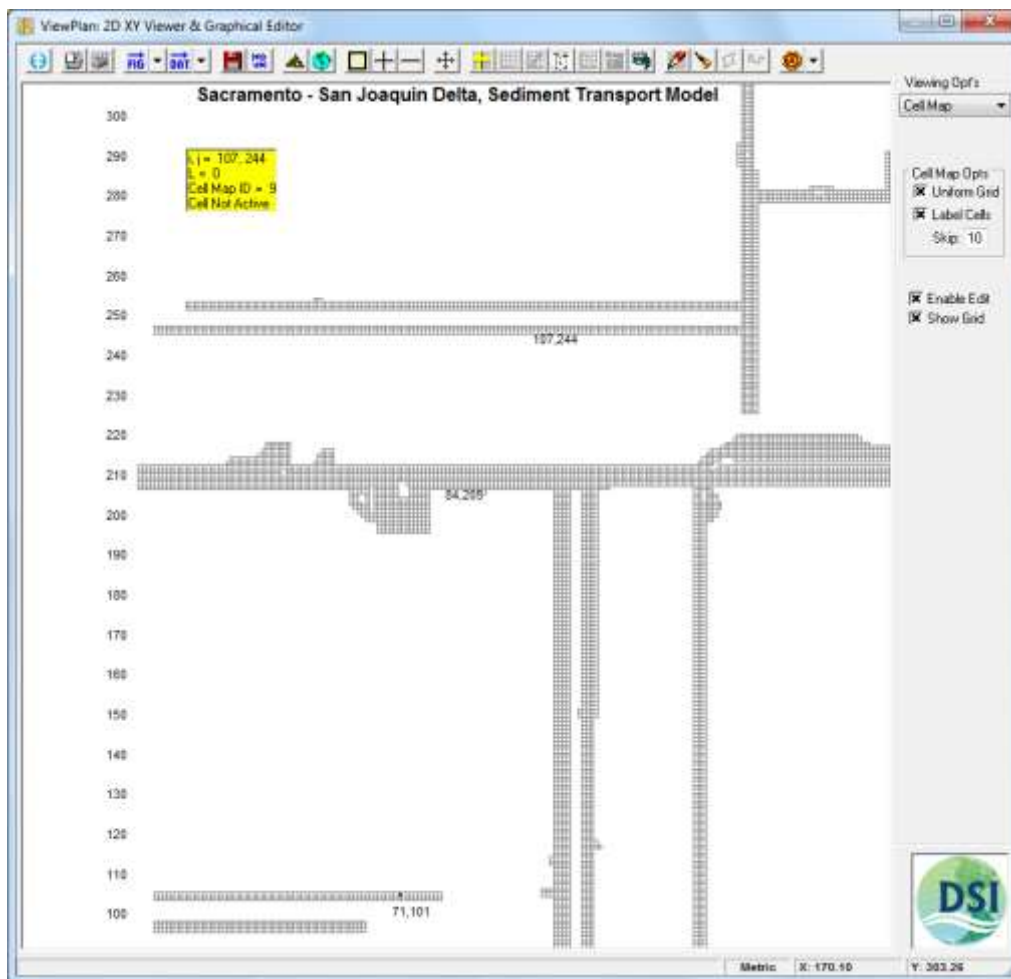 ViewPlan: 2D XY Viewer & Graphical Editor
Viewing Opt's
Cell Map
Sacramento - San Joaquin Delta, Sediment Transport Model
300
290
i, j = 107, 244
L = 0
Cell Map ID = 9
Cell Not Active
280
270
260
250
240
230
220
210
200
190
180
170
160
150
140
130
120
110
100
107,244
71,101
Cell Map Opts
Uniform Grid
Label Cells
Skip: 10
Enable Edit
Show Grid
DSI
Metric
X: 170.10
Y: 303.26